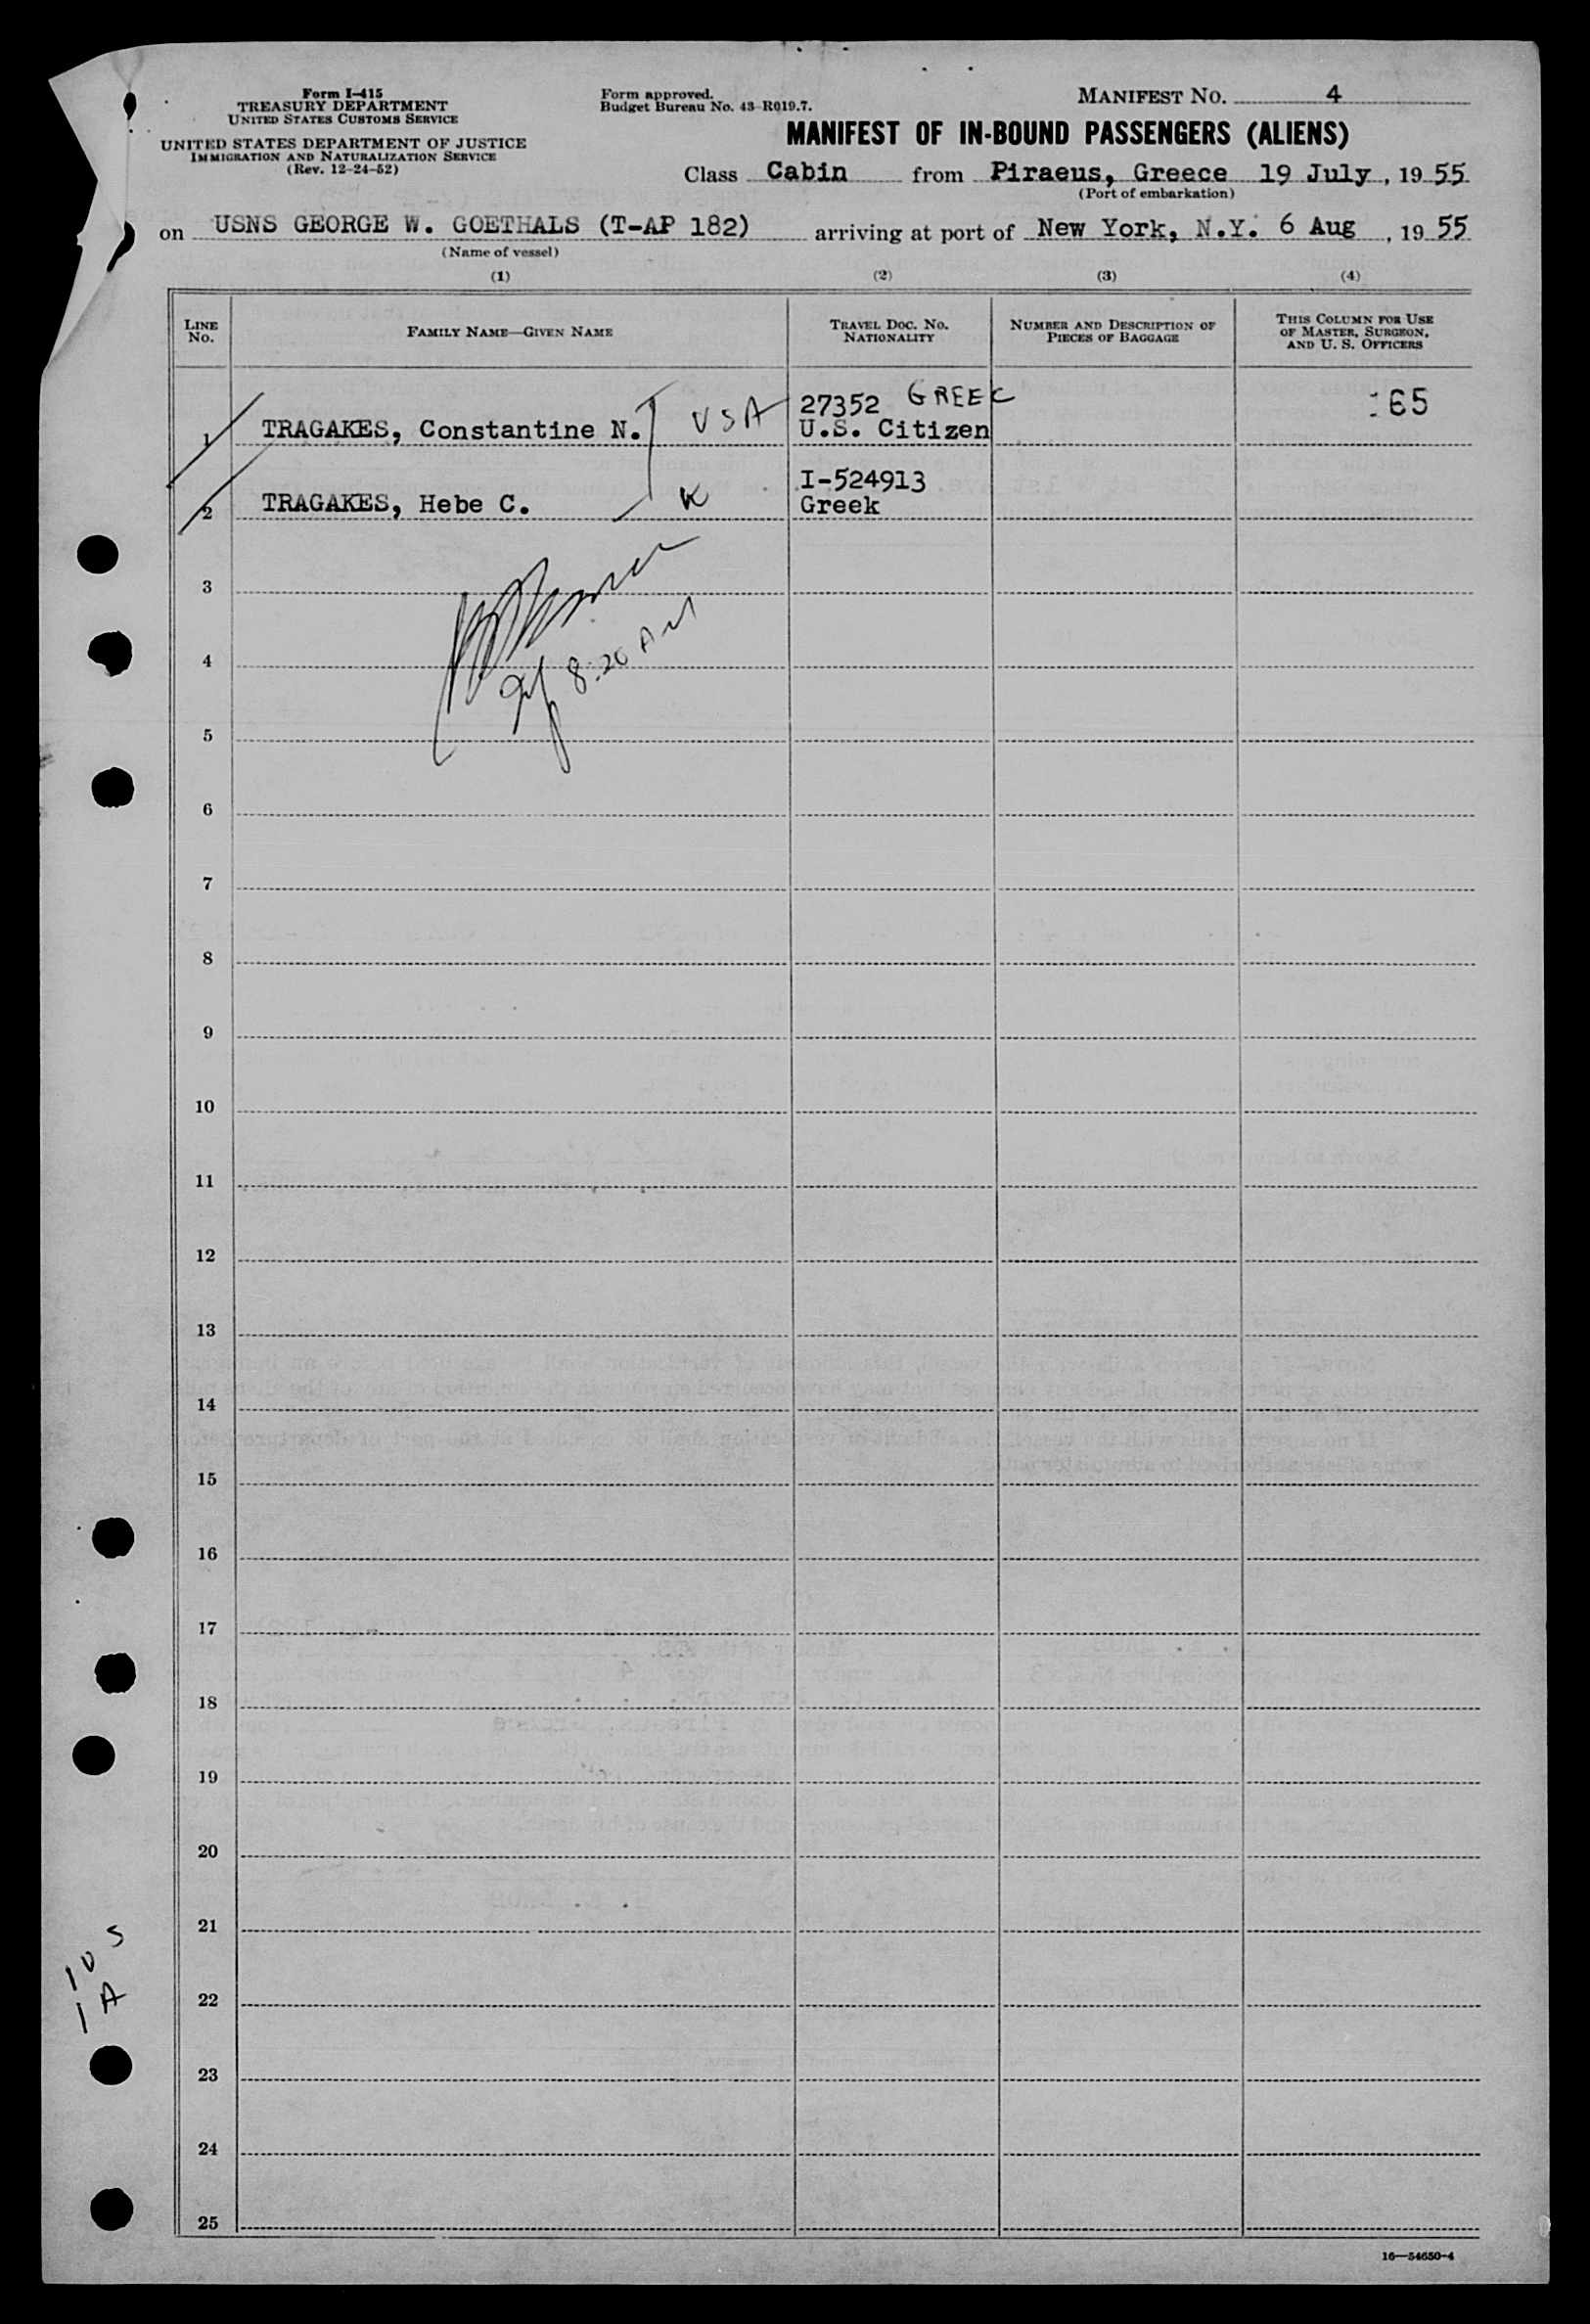 Form I-415
TREASURY DEPARTMENT
UNITED STATES CUSTOMS SERVICE
UNITED STATES DEPARTMENT OF JUSTICE
IMMIGRATION AND NATURALIZATION SERVICE
(Rev. 12-24-52)
Form approved.
Budget Bureau No. 43-R019.7.
MANIFEST NO. 4
MANIFEST OF IN-BOUND PASSENGERS (ALIENS)
Class Cabin from Piraeus, Greece 19 July, 1955
(Port of embarkation)
on USNS GEORGE W. GOETHALS (T-AP 182) arriving at port of New York, N.Y. 6 Aug, 1955
(Name of vessel)
(1) (2) (3) (4)
LINE NO. FAMILY NAME—GIVEN NAME TRAVEL DOC. NO. NATIONALITY NUMBER AND DESCRIPTION OF PIECES OF BAGGAGE THIS COLUMN FOR USE OF MASTER, SURGEON, AND U. S. OFFICERS
27352 GREEC 165
1 TRAGAKES, Constantine N. USA U.S. Citizen
I-524913
2 TRAGAKES, Hebe C. K Greek
3
8:20 AM
4
5
6
7
8
9
10
11
12
13
14
15
16
17
18
19
20
21
10 S
22
1 A
23
24
25
16—54650-4